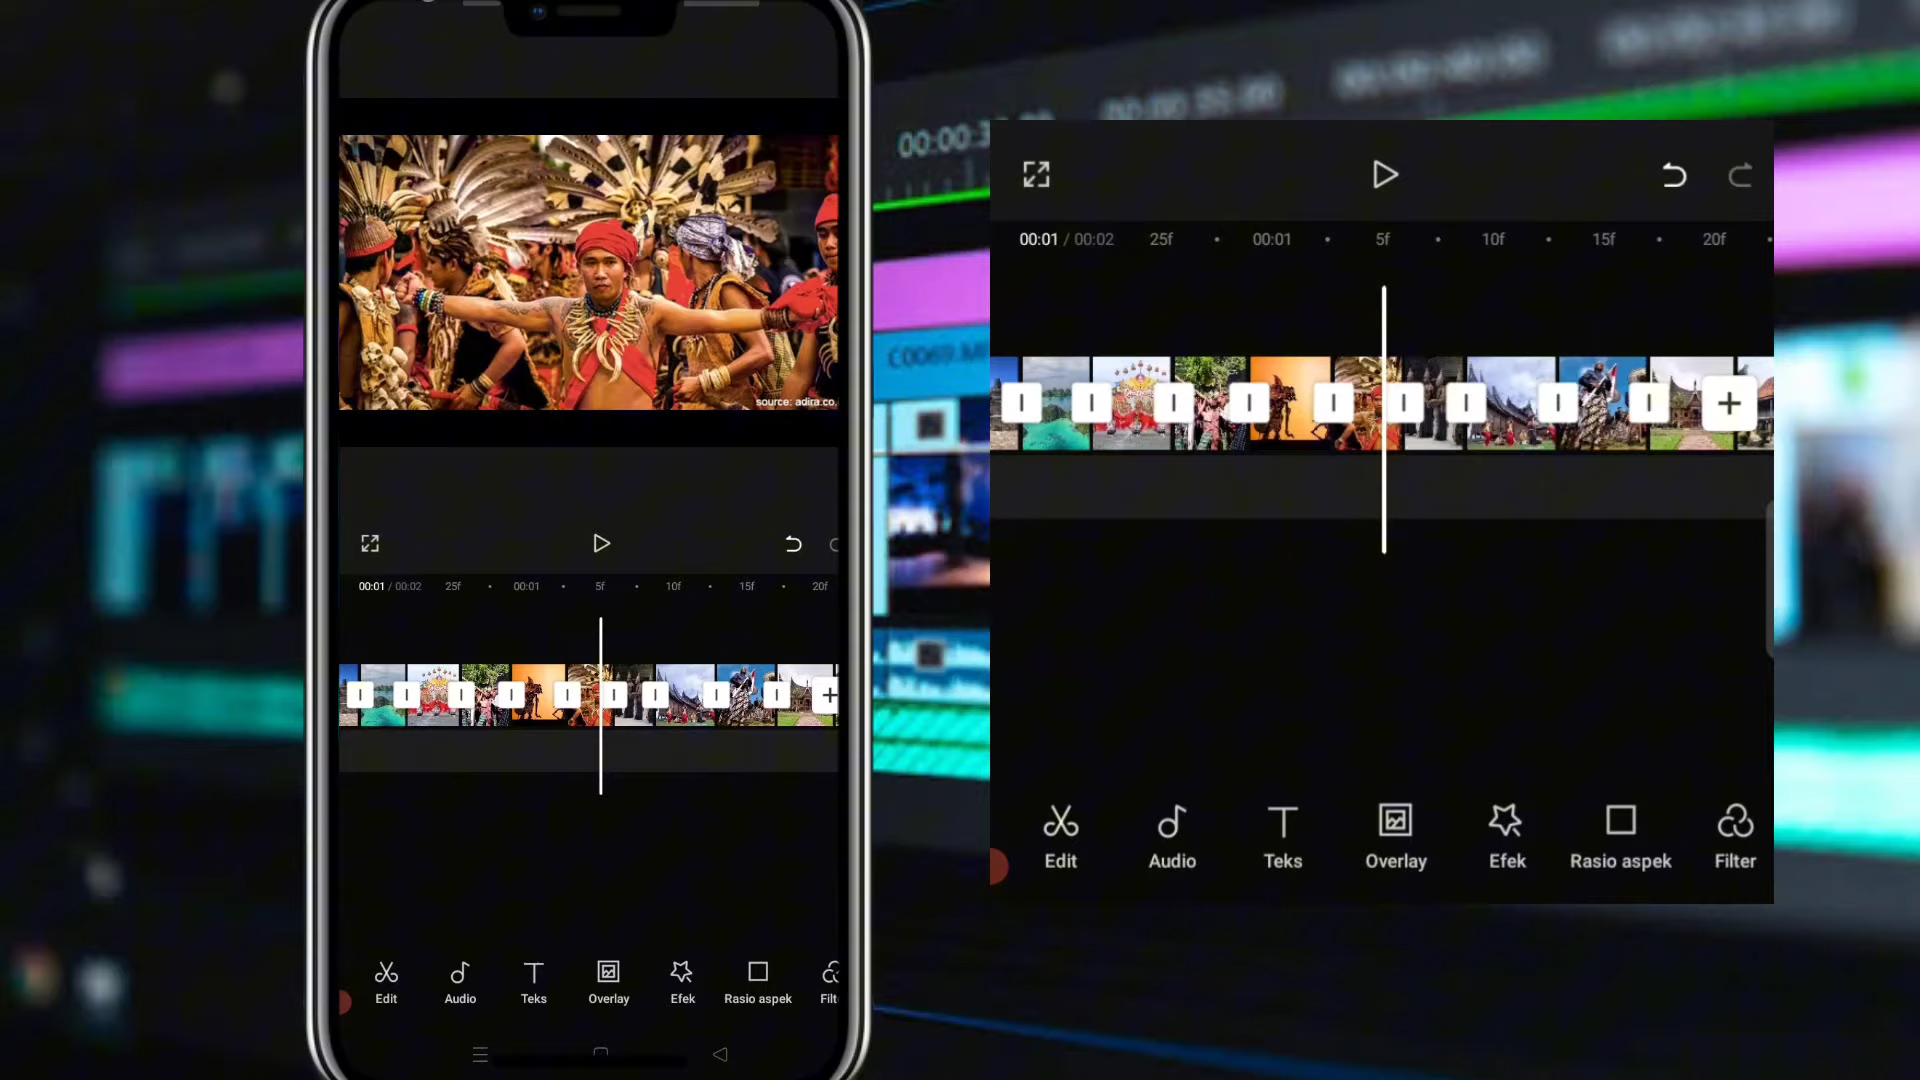 source: adira.co.
00:01 / 00:02 25f 00:01 5f 10f 15f 20f
Edit Audio Teks Overlay Efek Rasio aspek Filt
00:01 / 00:02 25f 00:01 5f 10f 15f 20f
Edit Audio Teks Overlay Efek Rasio aspek Filter